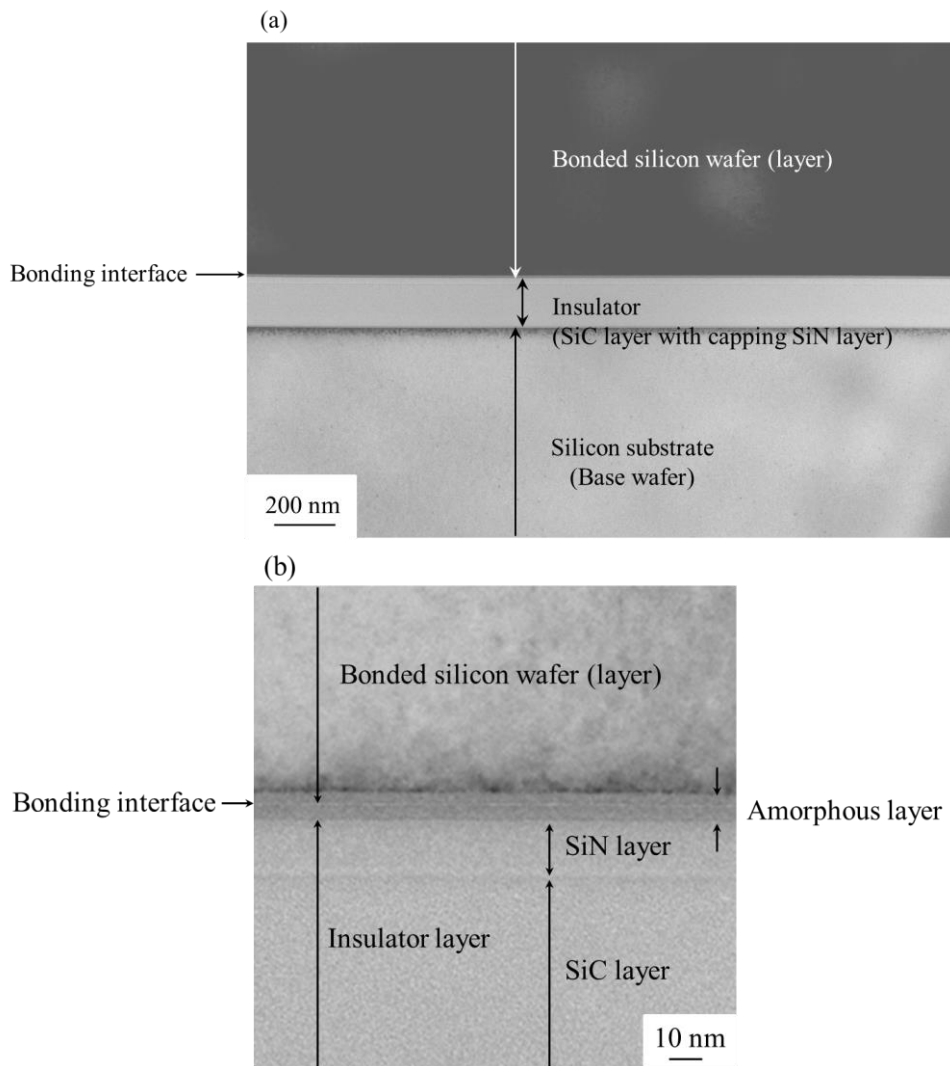 (a)
Bonded silicon wafer (layer)
Bonding interface
Insulator
(SiC layer with capping SiN layer)
Silicon substrate
(Base wafer)
200 nm
(b)
Bonded silicon wafer (layer)
Bonding interface
Amorphous layer
SiN layer
Insulator layer
SiC layer
10 nm